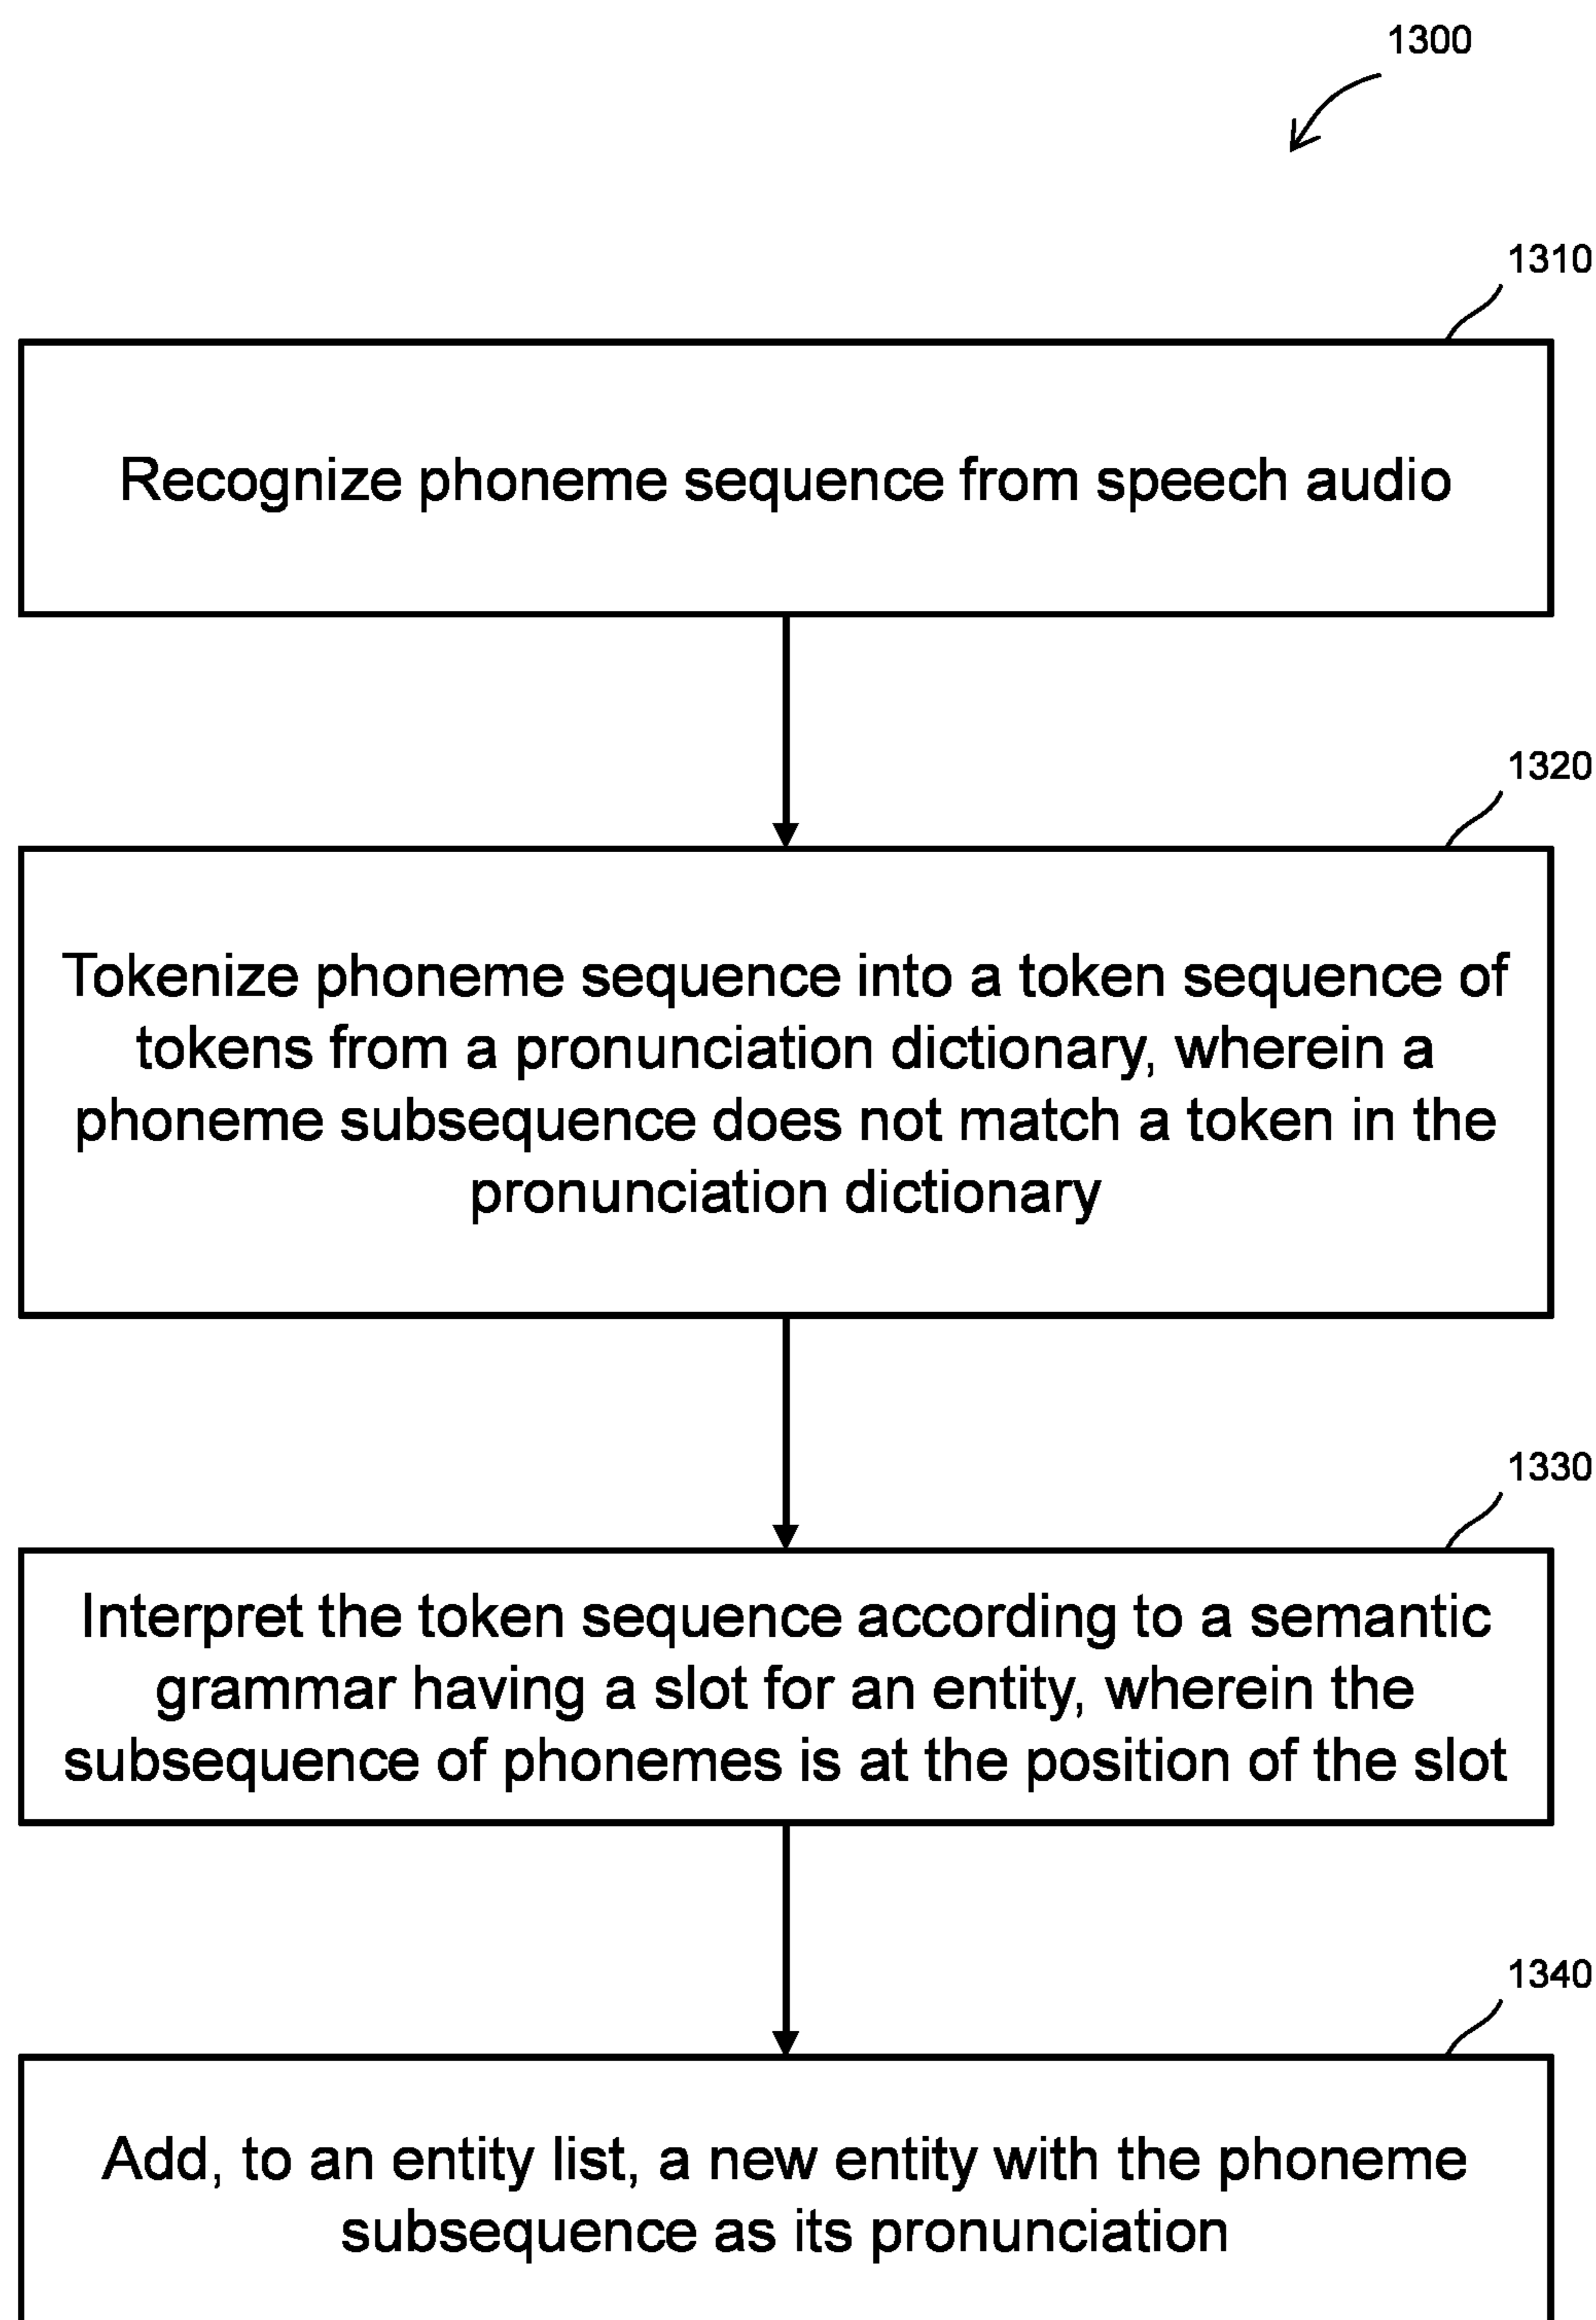 1300
1310
Recognize phoneme sequence from speech audio
1320
Tokenize phoneme sequence into a token sequence of
tokens from a pronunciation dictionary, wherein a
phoneme subsequence does not match a token in the
pronunciation dictionary
1330
Interpret the token sequence according to a semantic
grammar having a slot for an entity, wherein the
subsequence of phonemes is at the position of the slot
1340
Add, to an entity list, a new entity with the phoneme
subsequence as its pronunciation